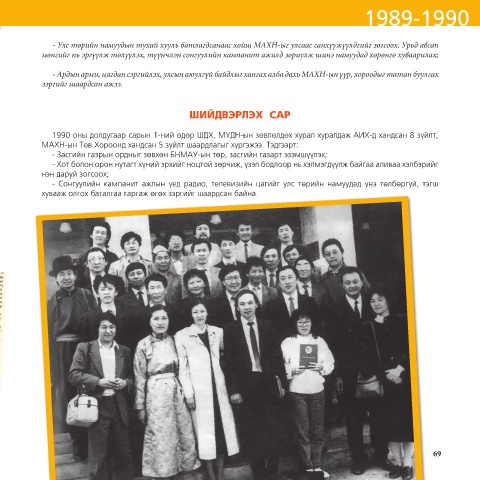 1989-1990
- Улс төрийн намуудын тухай хууль батлагдсанаас хойш МАХН-ыг улсаас санхүүжүүлдгийг зогсоох. Урьд авсан
мөнгийг нь эргүүлж төлүүлэх, түүнчлэн сонгуулийн кампанит ажилд зориулж шинэ намуудад хөрөнгө хуваарилах;
- Ардын арми, цагдан сэргийлэх, улсын аюулгүй байдлыг хангах алба дахь МАХН-ын үүр, хороодыг татан буулгах
зэргийг шаардсан ажээ.
ШИЙДВЭРЛЭХ САР
1990 оны долдугаар сарын 1-ний өдөр ШДХ, МҮДН-ын зөвлөлдөх хурал хуралдаж АИХ-д хандсан 8 зүйлт,
МАХН-ын Төв Хороонд хандсан 5 зүйлт шаардлагыг хүргэжээ. Тэдгээрт:
- Засгийн газрын ордныг зөвхөн БНМАУ-ын төр, засгийн газарт эзэмшүүлэх;
- Хот болон орон нутагт хүний эрхийг ноцтой зөрчиж, үзэл бодлоор нь хэлмэгдүүлж байгаа аливаа хэлбэрийг
нэн даруй зогсоох;
- Сонгуулийн кампанит ажлын үед радио, телевизийн цагийг улс төрийн намуудад үнэ төлбөргүй, тэгш
хувааж олгох баталгаа гаргаж өгөх зэргийг шаардсан байна.
69